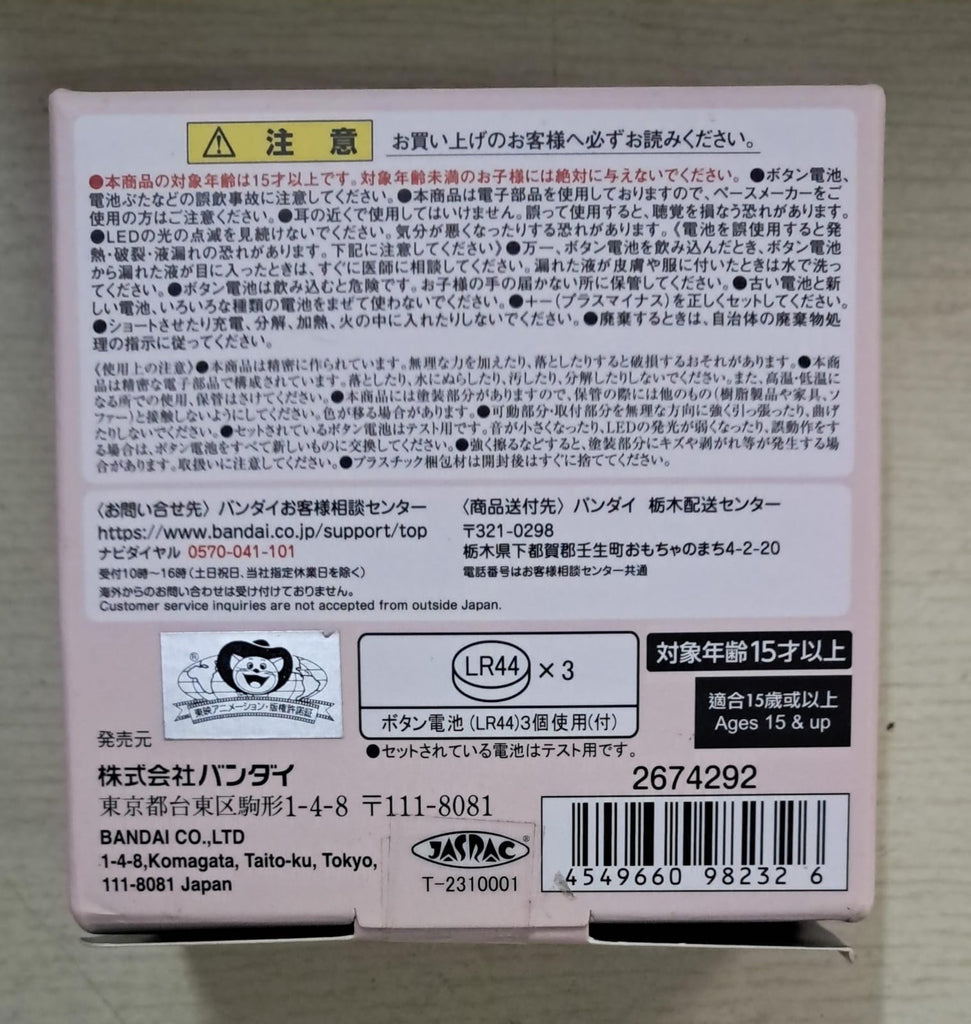 注意 お買い上げのお客様へ必ずお読みください。
●本商品の対象年齢は15才以上です。対象年齢未満のお子様には絶対に与えないでください。●ボタン電池、
電池ぶたなどの誤飲事故に注意してください。●本商品は電子部品を使用しておりますので、ペースメーカーをご
使用の方はご注意ください。●耳の近くで使用してはいけません。誤って使用すると、聴覚を損なう恐れがあります。
●LEDの光の点滅を見続けないでください。気分が悪くなったりする恐れがあります。《電池を誤使用すると発
熱・破裂・液漏れの恐れがあります。下記に注意してください》●万一、ボタン電池を飲み込んだとき、ボタン電池
から漏れた液が目に入ったときは、すぐに医師に相談してください。漏れた液が皮膚や服に付いたときは水で洗っ
てください。●ボタン電池は飲み込むと危険です。お子様の手の届かない所に保管してください。●古い電池と新
しい電池、いろいろな種類の電池をまぜて使わないでください。●+ー(プラスマイナス)を正しくセットしてください。
●ショートさせたり充電、分解、加熱、火の中に入れたりしないでください。●廃棄するときは、自治体の廃棄物処
理の指示に従ってください。
《使用上の注意》●本商品は精密に作られています。無理な力を加えたり、落としたりすると破損するおそれがあります。●本商
品は精密な電子部品で構成されています。落としたり、水にぬらしたり、汚したり、分解したりしないでください。また、高温・低温に
なる所での使用、保管はさけてください。●本商品には塗装部分がありますので、保管の際には他のもの(樹脂製品や家具、ソ
ファー)と接触しないようにしてください。色が移る場合があります。●可動部分・取付部分を無理な方向に強く引っ張ったり、曲げ
たりしないでください。●セットされているボタン電池はテスト用です。音が小さくなったり、LEDの発光が弱くなったり、誤動作をす
る場合は、ボタン電池をすべて新しいものに交換してください。●強く擦るなどすると、塗装部分にキズや剥がれ等が発生する場
合があります。取扱いに注意してください。●プラスチック梱包材は開封後はすぐに捨ててください。
〈お問い合せ先〉バンダイお客様相談センター
https://www.bandai.co.jp/support/top
ナビダイヤル 0570-041-101
受付10時〜16時(土日祝日、当社指定休業日を除く)
海外からのお問い合わせは受け付けておりません。
Customer service inquiries are not accepted from outside Japan.
〈商品送付先〉バンダイ 栃木配送センター
〒321-0298
栃木県下都賀郡壬生町おもちゃのまち4-2-20
電話番号はお客様相談センター共通
®
東映アニメーション・版権許諾証
LR44 ×3
ボタン電池(LR44)3個使用(付)
●セットされている電池はテスト用です。
対象年齢15才以上
適合15歲或以上
Ages 15 & up
発売元
株式会社バンダイ
東京都台東区駒形1-4-8 〒111-8081
BANDAI CO.,LTD
1-4-8,Komagata, Taito-ku, Tokyo,
111-8081 Japan
JASRAC®
T-2310001
2674292
4549660 98232 6